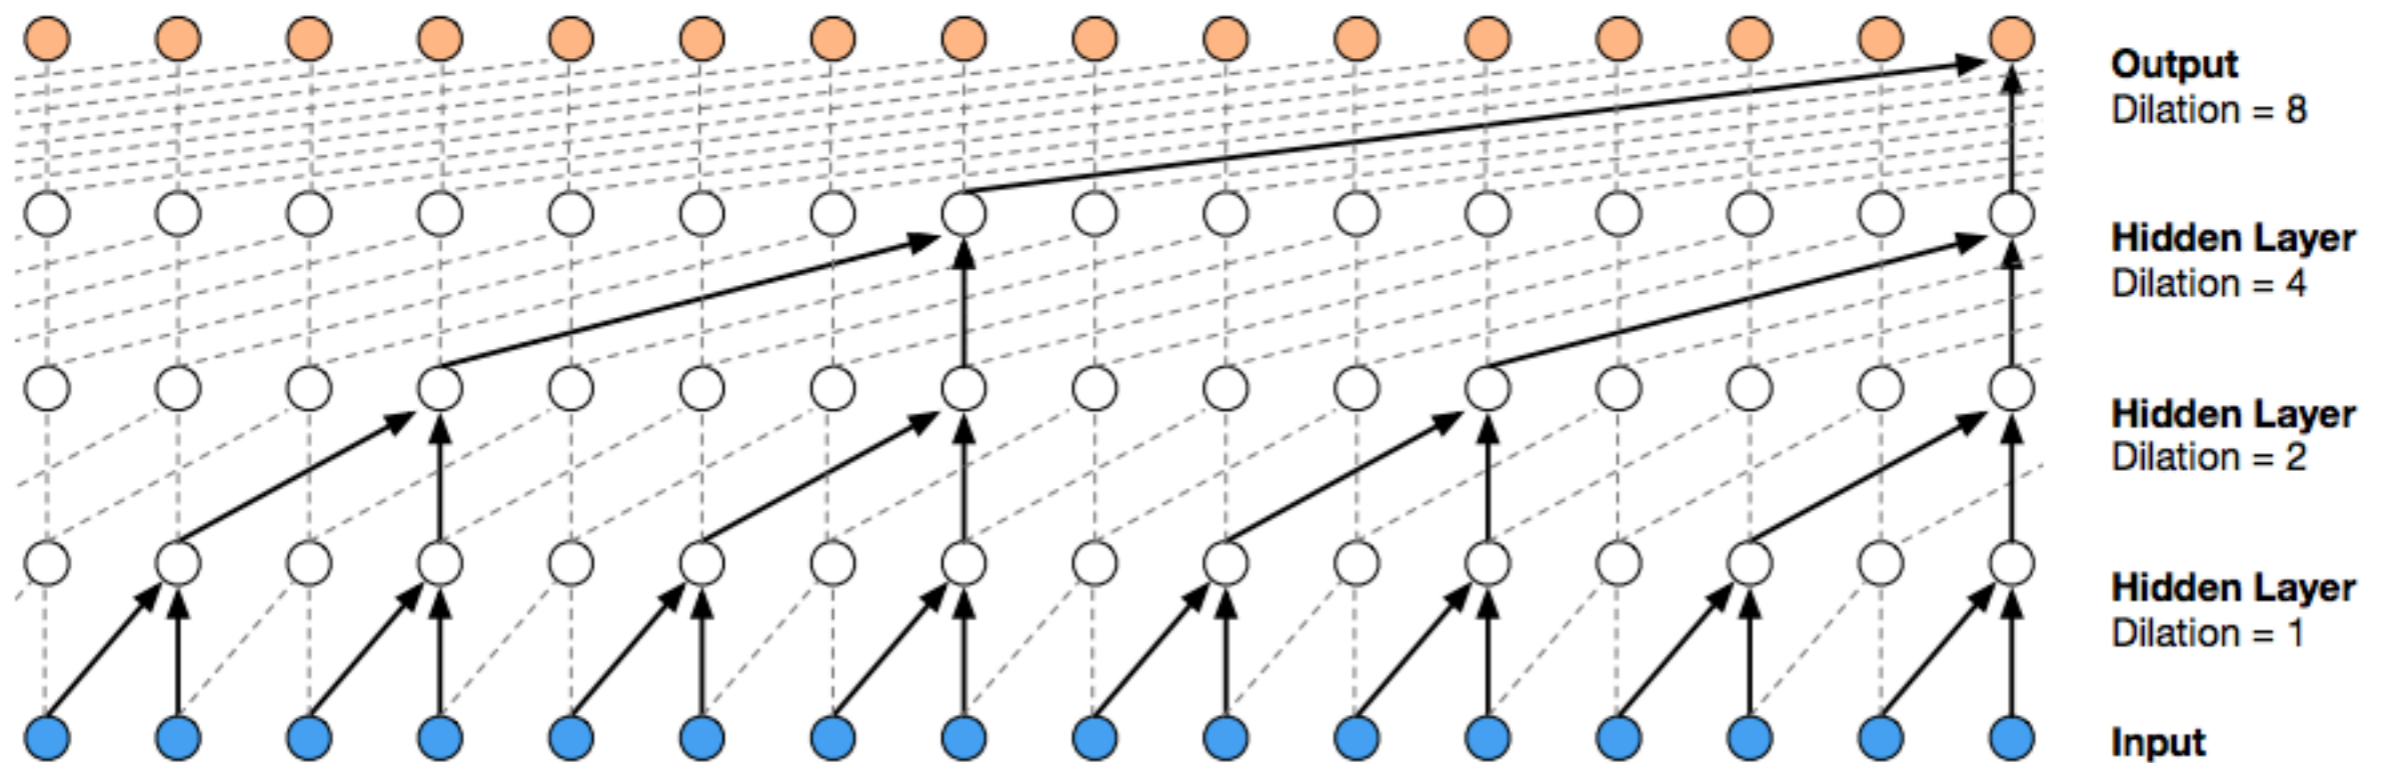 Output
Dilation = 8
Hidden Layer
Dilation = 4
Hidden Layer
Dilation = 2
Hidden Layer
Dilation = 1
Input